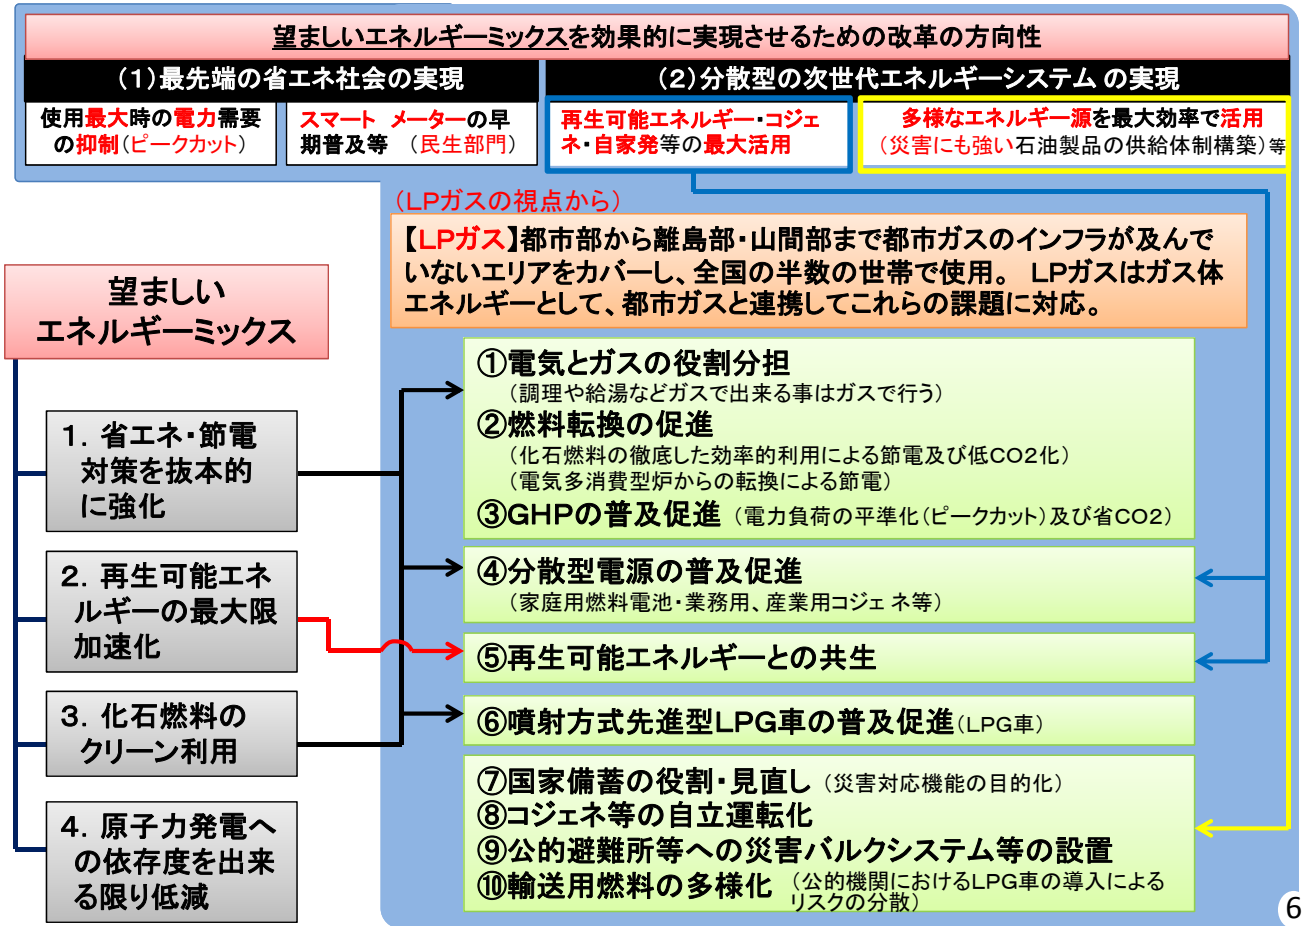 望ましいエネルギーミックスを効果的に実現させるための改革の方向性
（１）最先端の省エネ社会の実現
（２）分散型の次世代エネルギーシステム の実現
使用最大時の電力需要
の抑制（ピークカット）
スマート メーターの早
期普及等 （民生部門）
再生可能エネルギー・コジェ
ネ・自家発等の最大活用
多様なエネルギー源を最大効率で活用
（災害にも強い石油製品の供給体制構築）等
（ＬＰガスの視点から）
【ＬＰガス】都市部から離島部・山間部まで都市ガスのインフラが及んで
いないエリアをカバーし、全国の半数の世帯で使用。 ＬＰガスはガス体
エネルギーとして、都市ガスと連携してこれらの課題に対応。
望ましい
エネルギーミックス
１．省エネ・節電
対策を抜本的
に強化
２．再生可能エネ
ルギーの最大限
加速化
３．化石燃料の
クリーン利用
４．原子力発電へ
の依存度を出来
る限り低減
①電気とガスの役割分担
（調理や給湯などガスで出来る事はガスで行う）
②燃料転換の促進
（化石燃料の徹底した効率的利用による節電及び低ＣＯ２化）
（電気多消費型炉からの転換による節電）
③ＧＨＰの普及促進 （電力負荷の平準化（ピークカット）及び省ＣＯ２）
④分散型電源の普及促進
（家庭用燃料電池・業務用、産業用コジェネ等）
⑤再生可能エネルギーとの共生
⑥噴射方式先進型ＬＰＧ車の普及促進（ＬＰＧ車）
⑦国家備蓄の役割・見直し （災害対応機能の目的化）
⑧コジェネ等の自立運転化
⑨公的避難所等への災害バルクシステム等の設置
⑩輸送用燃料の多様化 （公的機関におけるＬＰＧ車の導入による
リスクの分散）
6